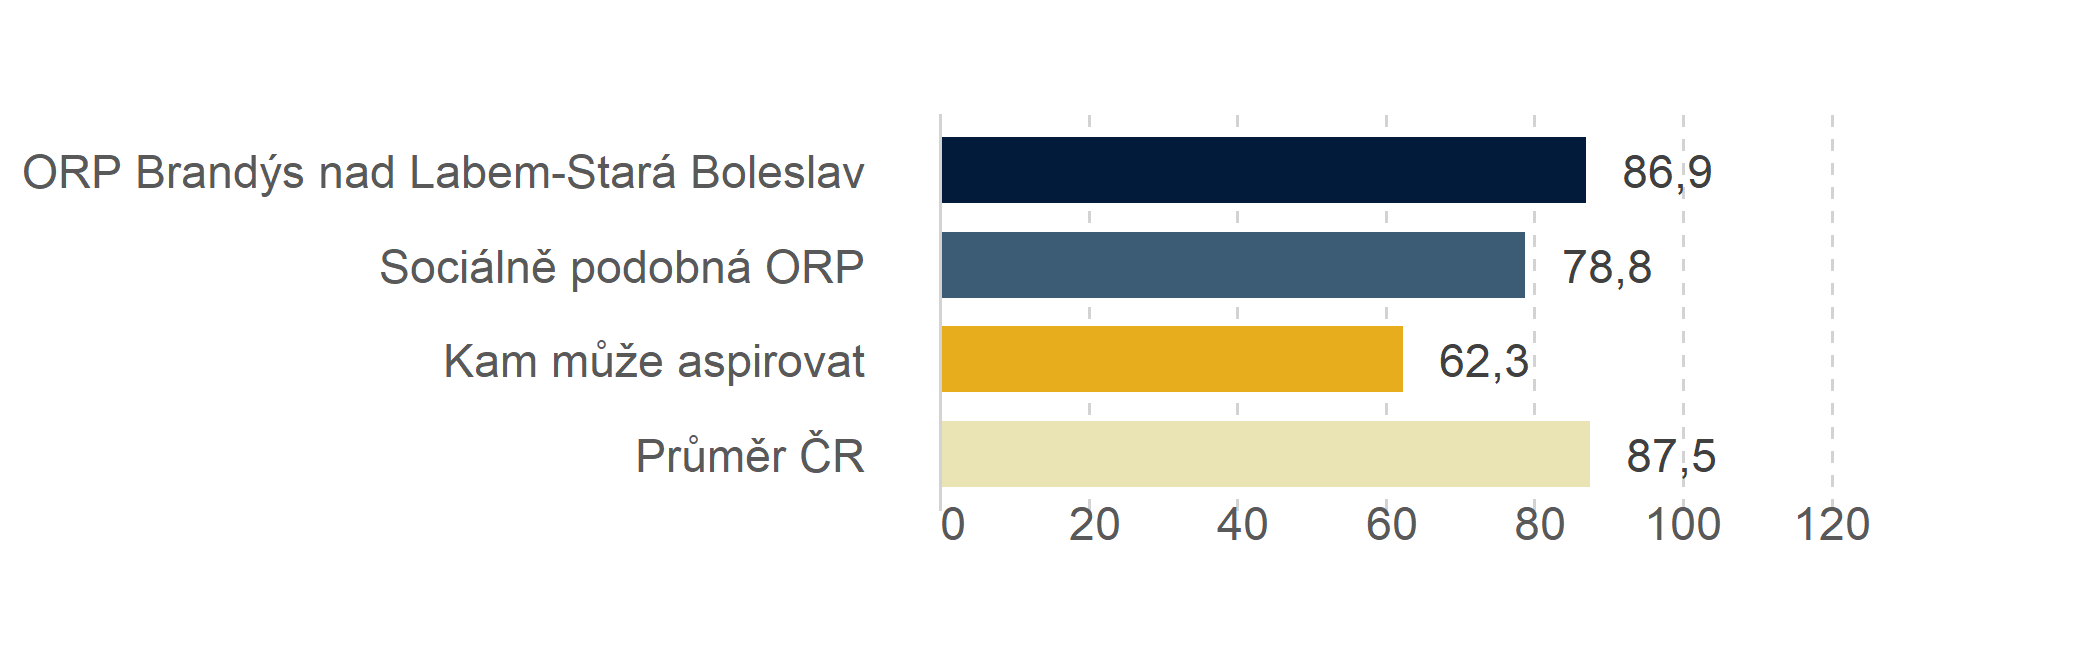 ORP Brandýs nad Labem-Stará Boleslav 86,9
Sociálně podobná ORP 78,8
Kam může aspirovat 62,3
Průměr ČR 87,5
0 20 40 60 80 100 120